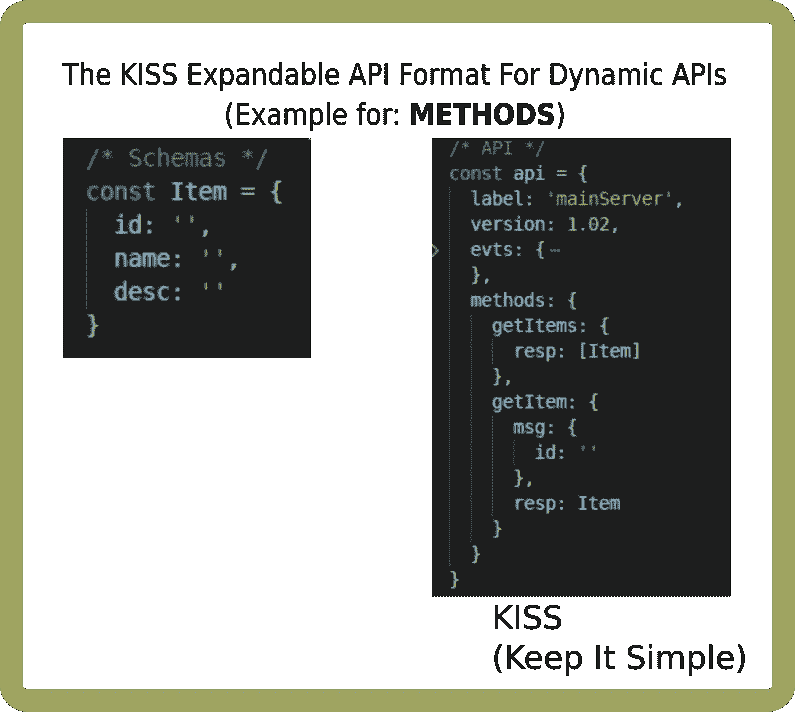 The KISS Expandable API Format For Dynamic APIs
(Example for: METHODS)
/* Schemas */
const Item = {
id: '',
name: '',
desc: ''
}
/* API */
const api = {
label: 'mainServer',
version: 1.02,
evts: {⋯
},
methods: {
getItems: {
resp: [Item]
},
getItem: {
msg: {
id: ''
},
resp: Item
}
}
}
KISS
(Keep It Simple)